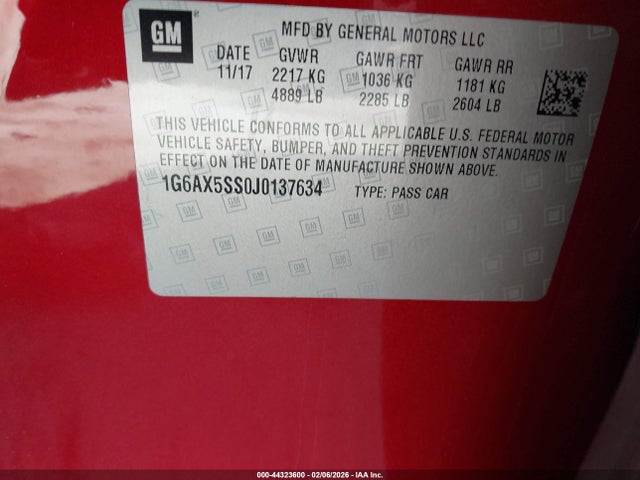 GM
MFD BY GENERAL MOTORS LLC
DATE GVWR GAWR FRT GAWR RR
11/17 2217 KG 1036 KG 1181 KG
4889 LB 2285 LB 2604 LB
THIS VEHICLE CONFORMS TO ALL APPLICABLE U.S. FEDERAL MOTOR
VEHICLE SAFETY, BUMPER, AND THEFT PREVENTION STANDARDS IN
EFFECT ON THE DATE OF MANUFACTURE SHOWN ABOVE.
1G6AX5SS0J0137634 TYPE: PASS CAR
000-44323600 - 02/06/2026 - IAA Inc.